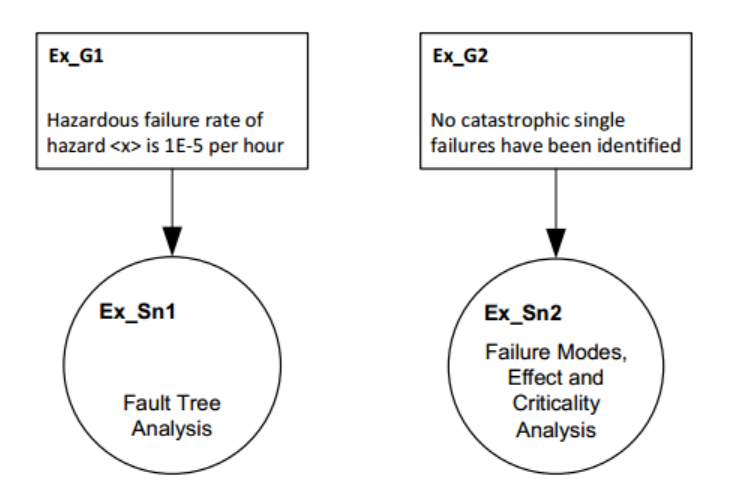 Ex_G1
Hazardous failure rate of
hazard <x> is 1E-5 per hour
Ex_Sn1
Fault Tree
Analysis
Ex_G2
No catastrophic single
failures have been identified
Ex_Sn2
Failure Modes,
Effect and
Criticality
Analysis